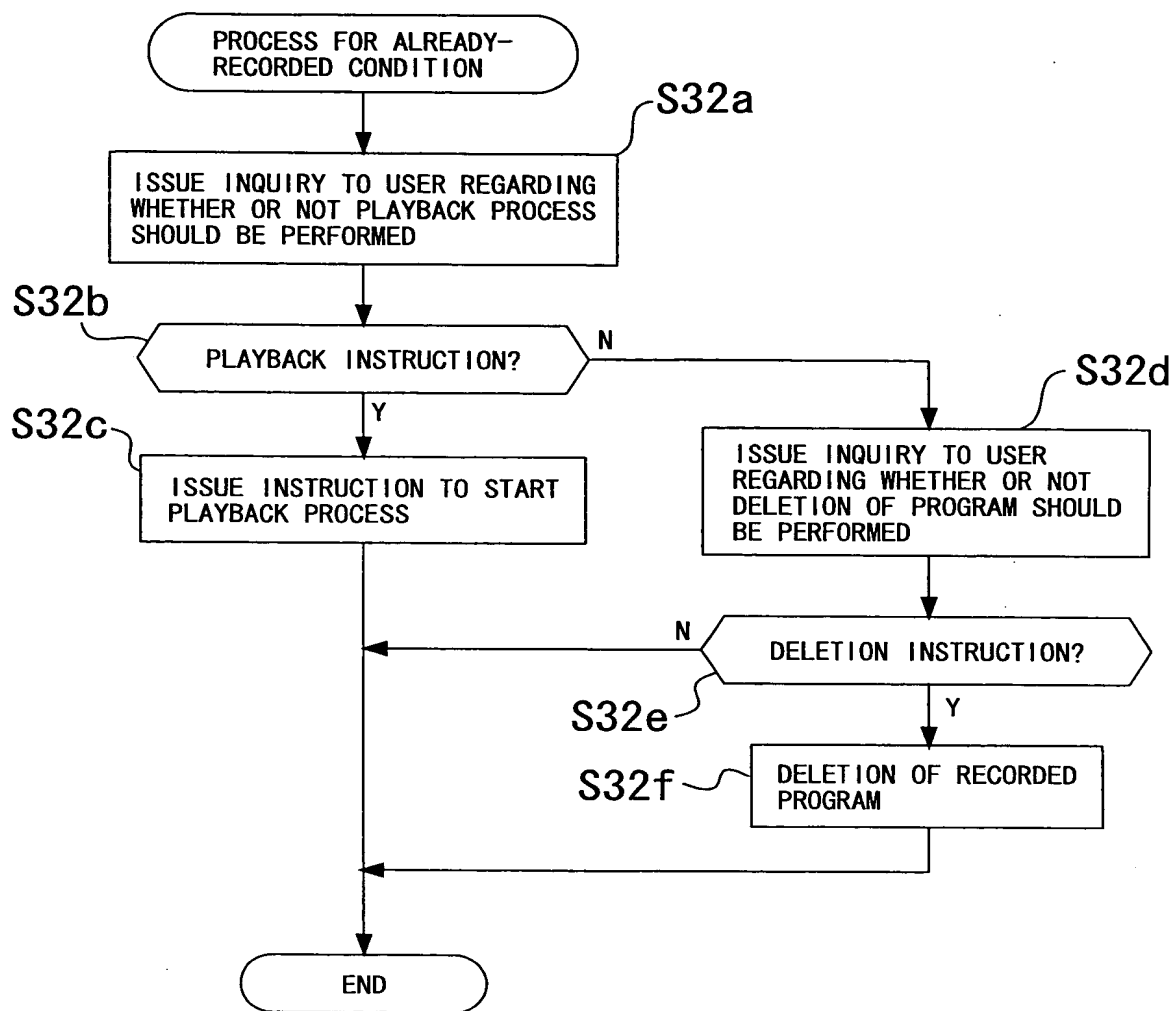 PROCESS FOR ALREADY-
RECORDED CONDITION
S32a
ISSUE INQUIRY TO USER REGARDING
WHETHER OR NOT PLAYBACK PROCESS
SHOULD BE PERFORMED
S32b
PLAYBACK INSTRUCTION?
N
Y
S32c
ISSUE INSTRUCTION TO START
PLAYBACK PROCESS
S32d
ISSUE INQUIRY TO USER
REGARDING WHETHER OR NOT
DELETION OF PROGRAM SHOULD
BE PERFORMED
N
DELETION INSTRUCTION?
S32e
Y
S32f
DELETION OF RECORDED
PROGRAM
END